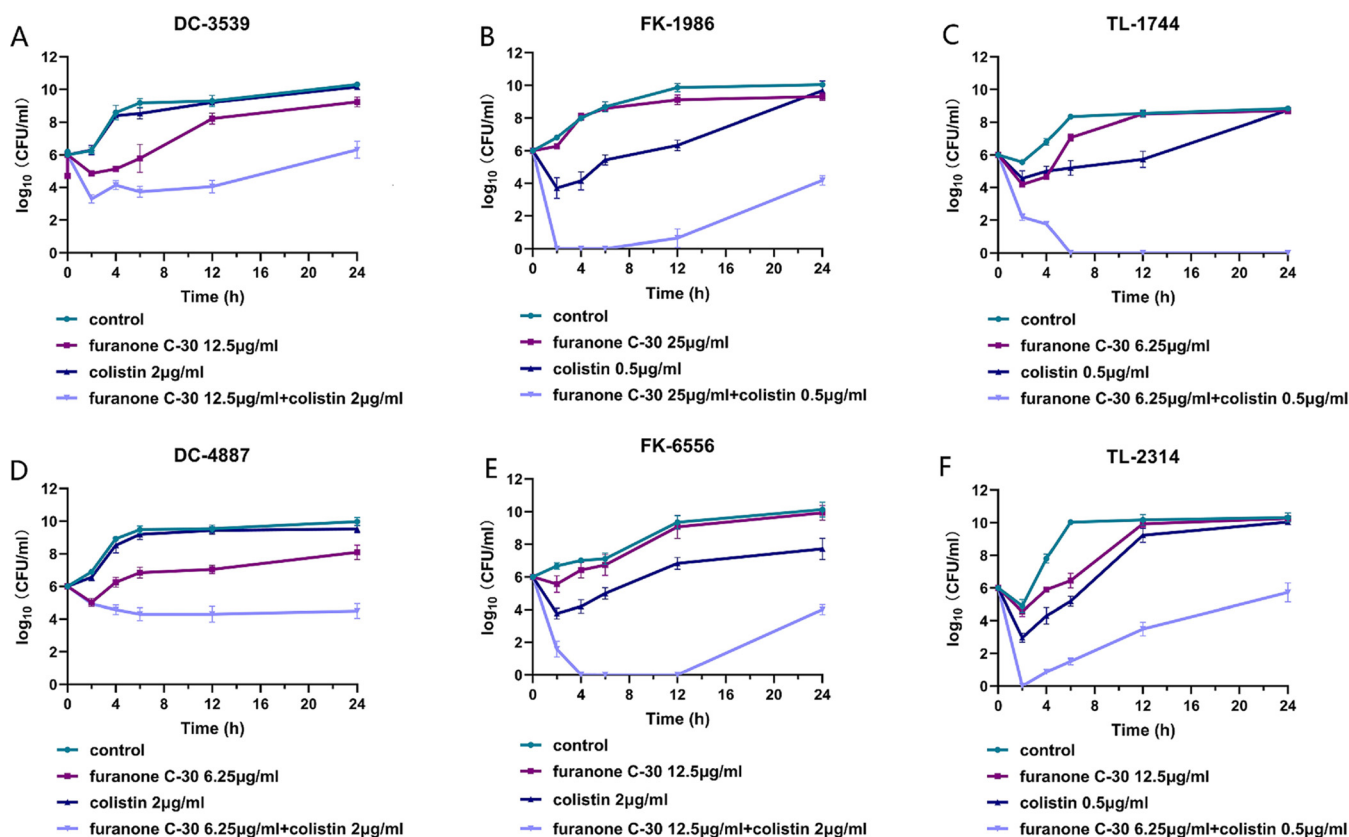 A
DC-3539
log10 (CFU/ml)
12
10
8
6
4
2
0
0 4 8 12 16 20 24
Time (h)
control
furanone C-30 12.5μg/ml
colistin 2μg/ml
furanone C-30 12.5μg/ml+colistin 2μg/ml
B
FK-1986
log10 (CFU/ml)
12
10
8
6
4
2
0
0 4 8 12 16 20 24
Time (h)
control
furanone C-30 25μg/ml
colistin 0.5μg/ml
furanone C-30 25μg/ml+colistin 0.5μg/ml
C
TL-1744
log10 (CFU/ml)
12
10
8
6
4
2
0
0 4 8 12 16 20 24
Time (h)
control
furanone C-30 6.25μg/ml
colistin 0.5μg/ml
furanone C-30 6.25μg/ml+colistin 0.5μg/ml
D
DC-4887
log10 (CFU/ml)
12
10
8
6
4
2
0
0 4 8 12 16 20 24
Time (h)
control
furanone C-30 6.25μg/ml
colistin 2μg/ml
furanone C-30 6.25μg/ml+colistin 2μg/ml
E
FK-6556
log10 (CFU/ml)
12
10
8
6
4
2
0
0 4 8 12 16 20 24
Time (h)
control
furanone C-30 12.5μg/ml
colistin 2μg/ml
furanone C-30 12.5μg/ml+colistin 2μg/ml
F
TL-2314
log10 (CFU/ml)
12
10
8
6
4
2
0
0 4 8 12 16 20 24
Time (h)
control
furanone C-30 12.5μg/ml
colistin 0.5μg/ml
furanone C-30 6.25μg/ml+colistin 0.5μg/ml